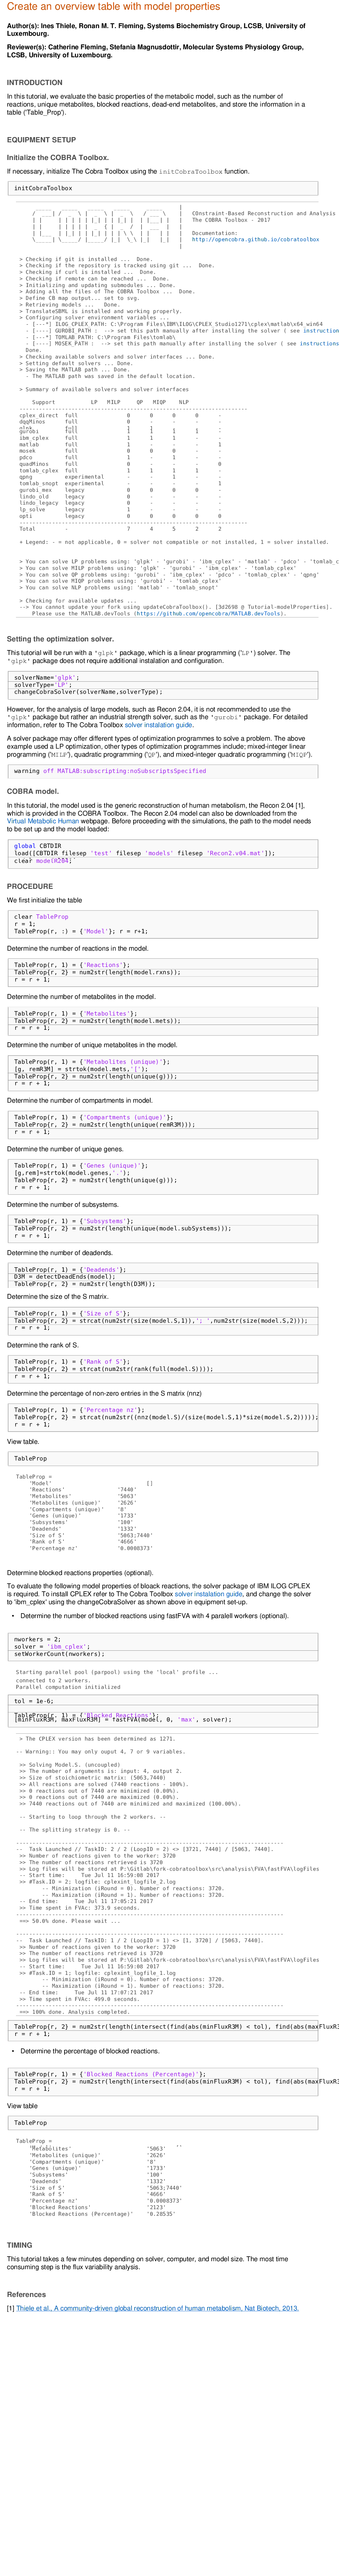 Create an overview table with model properties
Author(s): Ines Thiele, Ronan M. T. Fleming, Systems Biochemistry Group, LCSB, University of
Luxembourg.
Reviewer(s): Catherine Fleming, Stefania Magnusdottir, Molecular Systems Physiology Group,
LCSB, University of Luxembourg.
INTRODUCTION
In this tutorial, we evaluate the basic properties of the metabolic model, such as the number of
reactions, unique metabolites, blocked reactions, dead-end metabolites, and store the information in a
table ('Table_Prop').
EQUIPMENT SETUP
Initialize the COBRA Toolbox.
If necessary, initialize The Cobra Toolbox using the initCobraToolbox function.
initCobraToolbox
COnstraint-Based Reconstruction and Analysis
The COBRA Toolbox - 2017
Documentation:
http://opencobra.github.io/cobratoolbox
> Checking if git is installed ... Done.
> Checking if the repository is tracked using git ... Done.
> Checking if curl is installed ... Done.
> Checking if remote can be reached ... Done.
> Initializing and updating submodules ... Done.
> Adding all the files of The COBRA Toolbox ... Done.
> Define CB map output... set to svg.
> Retrieving models ... Done.
> TranslateSBML is installed and working properly.
> Configuring solver environment variables ...
- [---*] ILOG_CPLEX_PATH: C:\Program Files\IBM\ILOG\CPLEX_Studio1271\cplex\matlab\x64_win64
- [----] GUROBI_PATH : --> set this path manually after installing the solver ( see instruction
- [---*] TOMLAB_PATH: C:\Program Files\tomlab\
- [----] MOSEK_PATH : --> set this path manually after installing the solver ( see instructions
Done.
> Checking available solvers and solver interfaces ... Done.
> Setting default solvers ... Done.
> Saving the MATLAB path ... Done.
- The MATLAB path was saved in the default location.
> Summary of available solvers and solver interfaces
Support LP MILP QP MIQP NLP
cplex_direct full 0 0 0 0 -
dqqMinos full 0 - - - -
glpk full 1 1 - - -
gurobi full 1 1 1 1 -
ibm_cplex full 1 1 1 - -
matlab full 1 - - - 1
mosek full 0 0 0 - -
pdco full 1 - 1 - -
quadMinos full 0 - - - 0
tomlab_cplex full 1 1 1 1 -
qpng experimental - - 1 - -
tomlab_snopt experimental - - - - 1
gurobi_mex legacy 0 0 0 0 -
lindo_old legacy 0 - - - -
lindo_legacy legacy 0 - - - -
lp_solve legacy 1 - - - -
opti legacy 0 0 0 0 0
Total - 7 4 5 2 2
+ Legend: - = not applicable, 0 = solver not compatible or not installed, 1 = solver installed.
> You can solve LP problems using: 'glpk' - 'gurobi' - 'ibm_cplex' - 'matlab' - 'pdco' - 'tomlab_c
> You can solve MILP problems using: 'glpk' - 'gurobi' - 'ibm_cplex' - 'tomlab_cplex'
> You can solve QP problems using: 'gurobi' - 'ibm_cplex' - 'pdco' - 'tomlab_cplex' - 'qpng'
> You can solve MIQP problems using: 'gurobi' - 'tomlab_cplex'
> You can solve NLP problems using: 'matlab' - 'tomlab_snopt'
> Checking for available updates ...
--> You cannot update your fork using updateCobraToolbox(). [3d2698 @ Tutorial-modelProperties].
Please use the MATLAB.devTools (https://github.com/opencobra/MATLAB.devTools).
Setting the optimization solver.
This tutorial will be run with a 'glpk' package, which is a linear programming ('LP') solver. The
'glpk' package does not require additional instalation and configuration.
solverName='glpk';
solverType='LP';
changeCobraSolver(solverName,solverType);
However, for the analysis of large models, such as Recon 2.04, it is not recommended to use the
'glpk' package but rather an industrial strength solver, such as the 'gurobi' package. For detailed
information, refer to The Cobra Toolbox solver instalation guide.
A solver package may offer different types of optimization programmes to solve a problem. The above
example used a LP optimization, other types of optimization programmes include; mixed-integer linear
programming ('MILP'), quadratic programming ('QP'), and mixed-integer quadratic programming ('MIQP').
warning off MATLAB:subscripting:noSubscriptsSpecified
COBRA model.
In this tutorial, the model used is the generic reconstruction of human metabolism, the Recon 2.04 [1],
which is provided in the COBRA Toolbox. The Recon 2.04 model can also be downloaded from the
Virtual Metabolic Human webpage. Before proceeding with the simulations, the path to the model needs
to be set up and the model loaded:
global CBTDIR
load([CBTDIR filesep 'test' filesep 'models' filesep 'Recon2.v04.mat']);
PROCEDURE
We first initialize the table
clear TableProp
r = 1;
TableProp(r, :) = {'Model'}; r = r+1;
Determine the number of reactions in the model.
TableProp(r, 1) = {'Reactions'};
TableProp{r, 2} = num2str(length(model.rxns));
r = r + 1;
Determine the number of metabolites in the model.
TableProp(r, 1) = {'Metabolites'};
TableProp{r, 2} = num2str(length(model.mets));
r = r + 1;
Determine the number of unique metabolites in the model.
TableProp(r, 1) = {'Metabolites (unique)'};
[g, remR3M] = strtok(model.mets,'[');
TableProp{r, 2} = num2str(length(unique(g)));
r = r + 1;
Determine the number of compartments in model.
TableProp(r, 1) = {'Compartments (unique)'};
TableProp{r, 2} = num2str(length(unique(remR3M)));
r = r + 1;
Determine the number of unique genes.
TableProp(r, 1) = {'Genes (unique)'};
[g,rem]=strtok(model.genes,'.');
TableProp{r, 2} = num2str(length(unique(g)));
r = r + 1;
Determine the number of subsystems.
TableProp(r, 1) = {'Subsystems'};
TableProp{r, 2} = num2str(length(unique(model.subSystems)));
r = r + 1;
Determine the number of deadends.
TableProp(r, 1) = {'Deadends'};
D3M = detectDeadEnds(model);
TableProp{r, 2} = num2str(length(D3M));
Determine the size of the S matrix.
TableProp(r, 1) = {'Size of S'};
TableProp{r, 2} = strcat(num2str(size(model.S,1)),'; ',num2str(size(model.S,2)));
r = r + 1;
Determine the rank of S.
TableProp(r, 1) = {'Rank of S'};
TableProp{r, 2} = strcat(num2str(rank(full(model.S))));
r = r + 1;
Determine the percentage of non-zero entries in the S matrix (nnz)
TableProp(r, 1) = {'Percentage nz'};
TableProp{r, 2} = strcat(num2str((nnz(model.S)/(size(model.S,1)*size(model.S,2)))));
r = r + 1;
View table.
TableProp
TableProp =
'Model' []
'Reactions' '7440'
'Metabolites' '5063'
'Metabolites (unique)' '2626'
'Compartments (unique)' '8'
'Genes (unique)' '1733'
'Subsystems' '100'
'Deadends' '1332'
'Size of S' '5063;7440'
'Rank of S' '4666'
'Percentage nz' '0.0008373'
Determine blocked reactions properties (optional).
To evaluate the following model properties of bloack reactions, the solver package of IBM ILOG CPLEX
is required. To install CPLEX refer to The Cobra Toolbox solver instalation guide, and change the solver
to 'ibm_cplex' using the changeCobraSolver as shown above in equipment set-up.
• Determine the number of blocked reactions using fastFVA with 4 paralell workers (optional).
nworkers = 2;
solver = 'ibm_cplex';
setWorkerCount(nworkers);
Starting parallel pool (parpool) using the 'local' profile ...
connected to 2 workers.
Parallel computation initialized
tol = 1e-6;
TableProp(r, 1) = {'Blocked Reactions'};
[minFluxR3M, maxFluxR3M] = fastFVA(model, 0, 'max', solver);
> The CPLEX version has been determined as 1271.
-- Warning:: You may only ouput 4, 7 or 9 variables.
>> Solving Model.S. (uncoupled)
>> The number of arguments is: input: 4, output 2.
>> Size of stoichiometric matrix: (5063,7440)
>> All reactions are solved (7440 reactions - 100%).
>> 0 reactions out of 7440 are minimized (0.00%).
>> 0 reactions out of 7440 are maximized (0.00%).
>> 7440 reactions out of 7440 are minimized and maximized (100.00%).
-- Starting to loop through the 2 workers. --
-- The splitting strategy is 0. --
-- Task Launched // TaskID: 2 / 2 (LoopID = 2) <> [3721, 7440] / [5063, 7440].
>> Number of reactions given to the worker: 3720
>> The number of reactions retrieved is 3720
>> Log files will be stored at P:\Gitlab\fork-cobratoolbox\src\analysis\FVA\fastFVA\logFiles
-- Start time: Tue Jul 11 16:59:08 2017
>> #Task.ID = 2; logfile: cplexint_logfile_2.log
-- Minimization (iRound = 0). Number of reactions: 3720.
-- Maximization (iRound = 1). Number of reactions: 3720.
-- End time: Tue Jul 11 17:05:21 2017
>> Time spent in FVAc: 373.9 seconds.
==> 50.0% done. Please wait ...
-- Task Launched // TaskID: 1 / 2 (LoopID = 1) <> [1, 3720] / [5063, 7440].
>> Number of reactions given to the worker: 3720
>> The number of reactions retrieved is 3720
>> Log files will be stored at P:\Gitlab\fork-cobratoolbox\src\analysis\FVA\fastFVA\logFiles
-- Start time: Tue Jul 11 16:59:08 2017
>> #Task.ID = 1; logfile: cplexint_logfile_1.log
-- Minimization (iRound = 0). Number of reactions: 3720.
-- Maximization (iRound = 1). Number of reactions: 3720.
-- End time: Tue Jul 11 17:07:21 2017
>> Time spent in FVAc: 499.0 seconds.
==> 100% done. Analysis completed.
TableProp{r, 2} = num2str(length(intersect(find(abs(minFluxR3M) < tol), find(abs(maxFluxR3
r = r + 1;
• Determine the percentage of blocked reactions.
TableProp(r, 1) = {'Blocked Reactions (Percentage)'};
TableProp{r, 2} = num2str(length(intersect(find(abs(minFluxR3M) < tol), find(abs(maxFluxR3
r = r + 1;
View table
TableProp
TableProp =
'Metabolites' '5063'
'Metabolites (unique)' '2626'
'Compartments (unique)' '8'
'Genes (unique)' '1733'
'Subsystems' '100'
'Deadends' '1332'
'Size of S' '5063;7440'
'Rank of S' '4666'
'Percentage nz' '0.0008373'
'Blocked Reactions' '2123'
'Blocked Reactions (Percentage)' '0.28535'
TIMING
This tutorial takes a few minutes depending on solver, computer, and model size. The most time
consuming step is the flux variability analysis.
References
[1] Thiele et al., A community-driven global reconstruction of human metabolism, Nat Biotech, 2013.